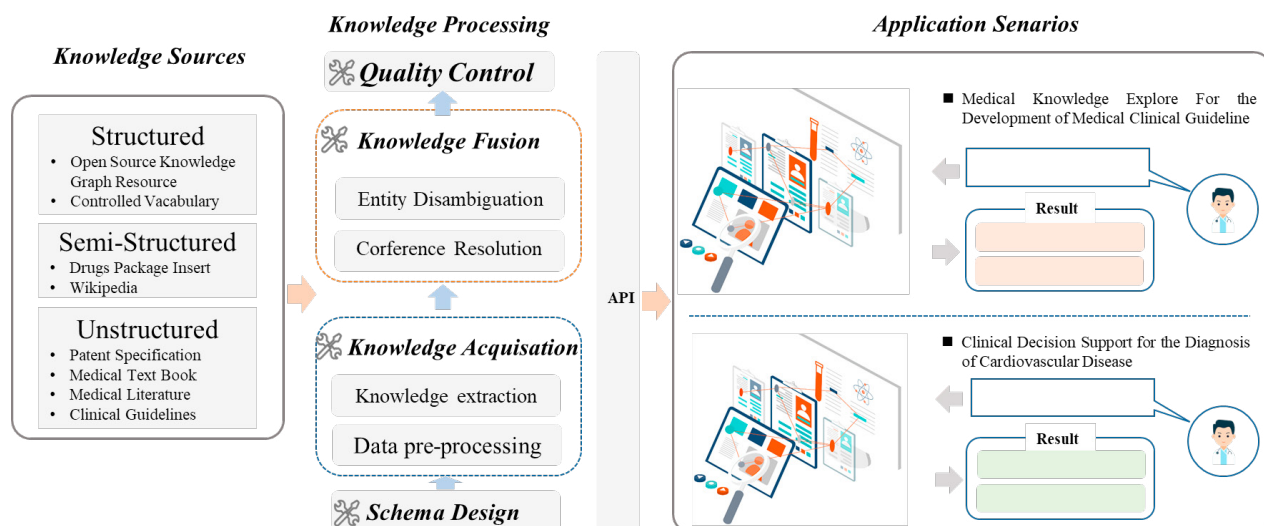 Knowledge Sources
Structured
• Open Source Knowledge
Graph Resource
• Controlled Vacabulary
Semi-Structured
• Drugs Package Insert
• Wikipedia
Unstructured
• Patent Specification
• Medical Text Book
• Medical Literature
• Clinical Guidelines
Knowledge Processing
Quality Control
Knowledge Fusion
Entity Disambiguation
Corference Resolution
Knowledge Acquisation
Knowledge extraction
Data pre-processing
Schema Design
API
Application Senarios
■ Medical Knowledge Explore For the
Development of Medical Clinical Guideline
Result
■ Clinical Decision Support for the Diagnosis
of Cardiovascular Disease
Result